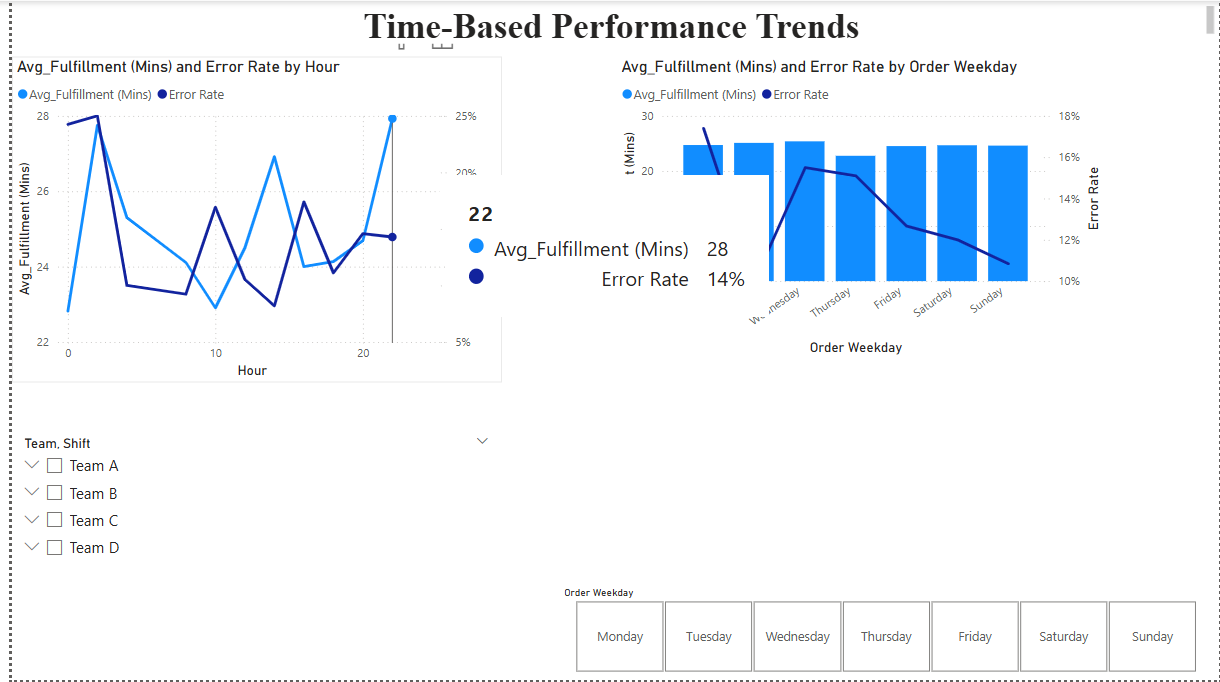 Time-Based Performance Trends
Avg_Fulfillment (Mins) and Error Rate by Hour
Avg_Fulfillment (Mins) Error Rate
28
26
24
22
Avg_Fulfillment (Mins)
25%
20%
5%
0 10 20
Hour
22
Avg_Fulfillment (Mins) 28
Error Rate 14%
Avg_Fulfillment (Mins) and Error Rate by Order Weekday
Avg_Fulfillment (Mins) Error Rate
30
20
t (Mins)
18%
16%
14%
12%
10%
Error Rate
Thursday Friday Saturday Sunday
Order Weekday
Team, Shift
Team A
Team B
Team C
Team D
Order Weekday
Monday Tuesday Wednesday Thursday Friday Saturday Sunday